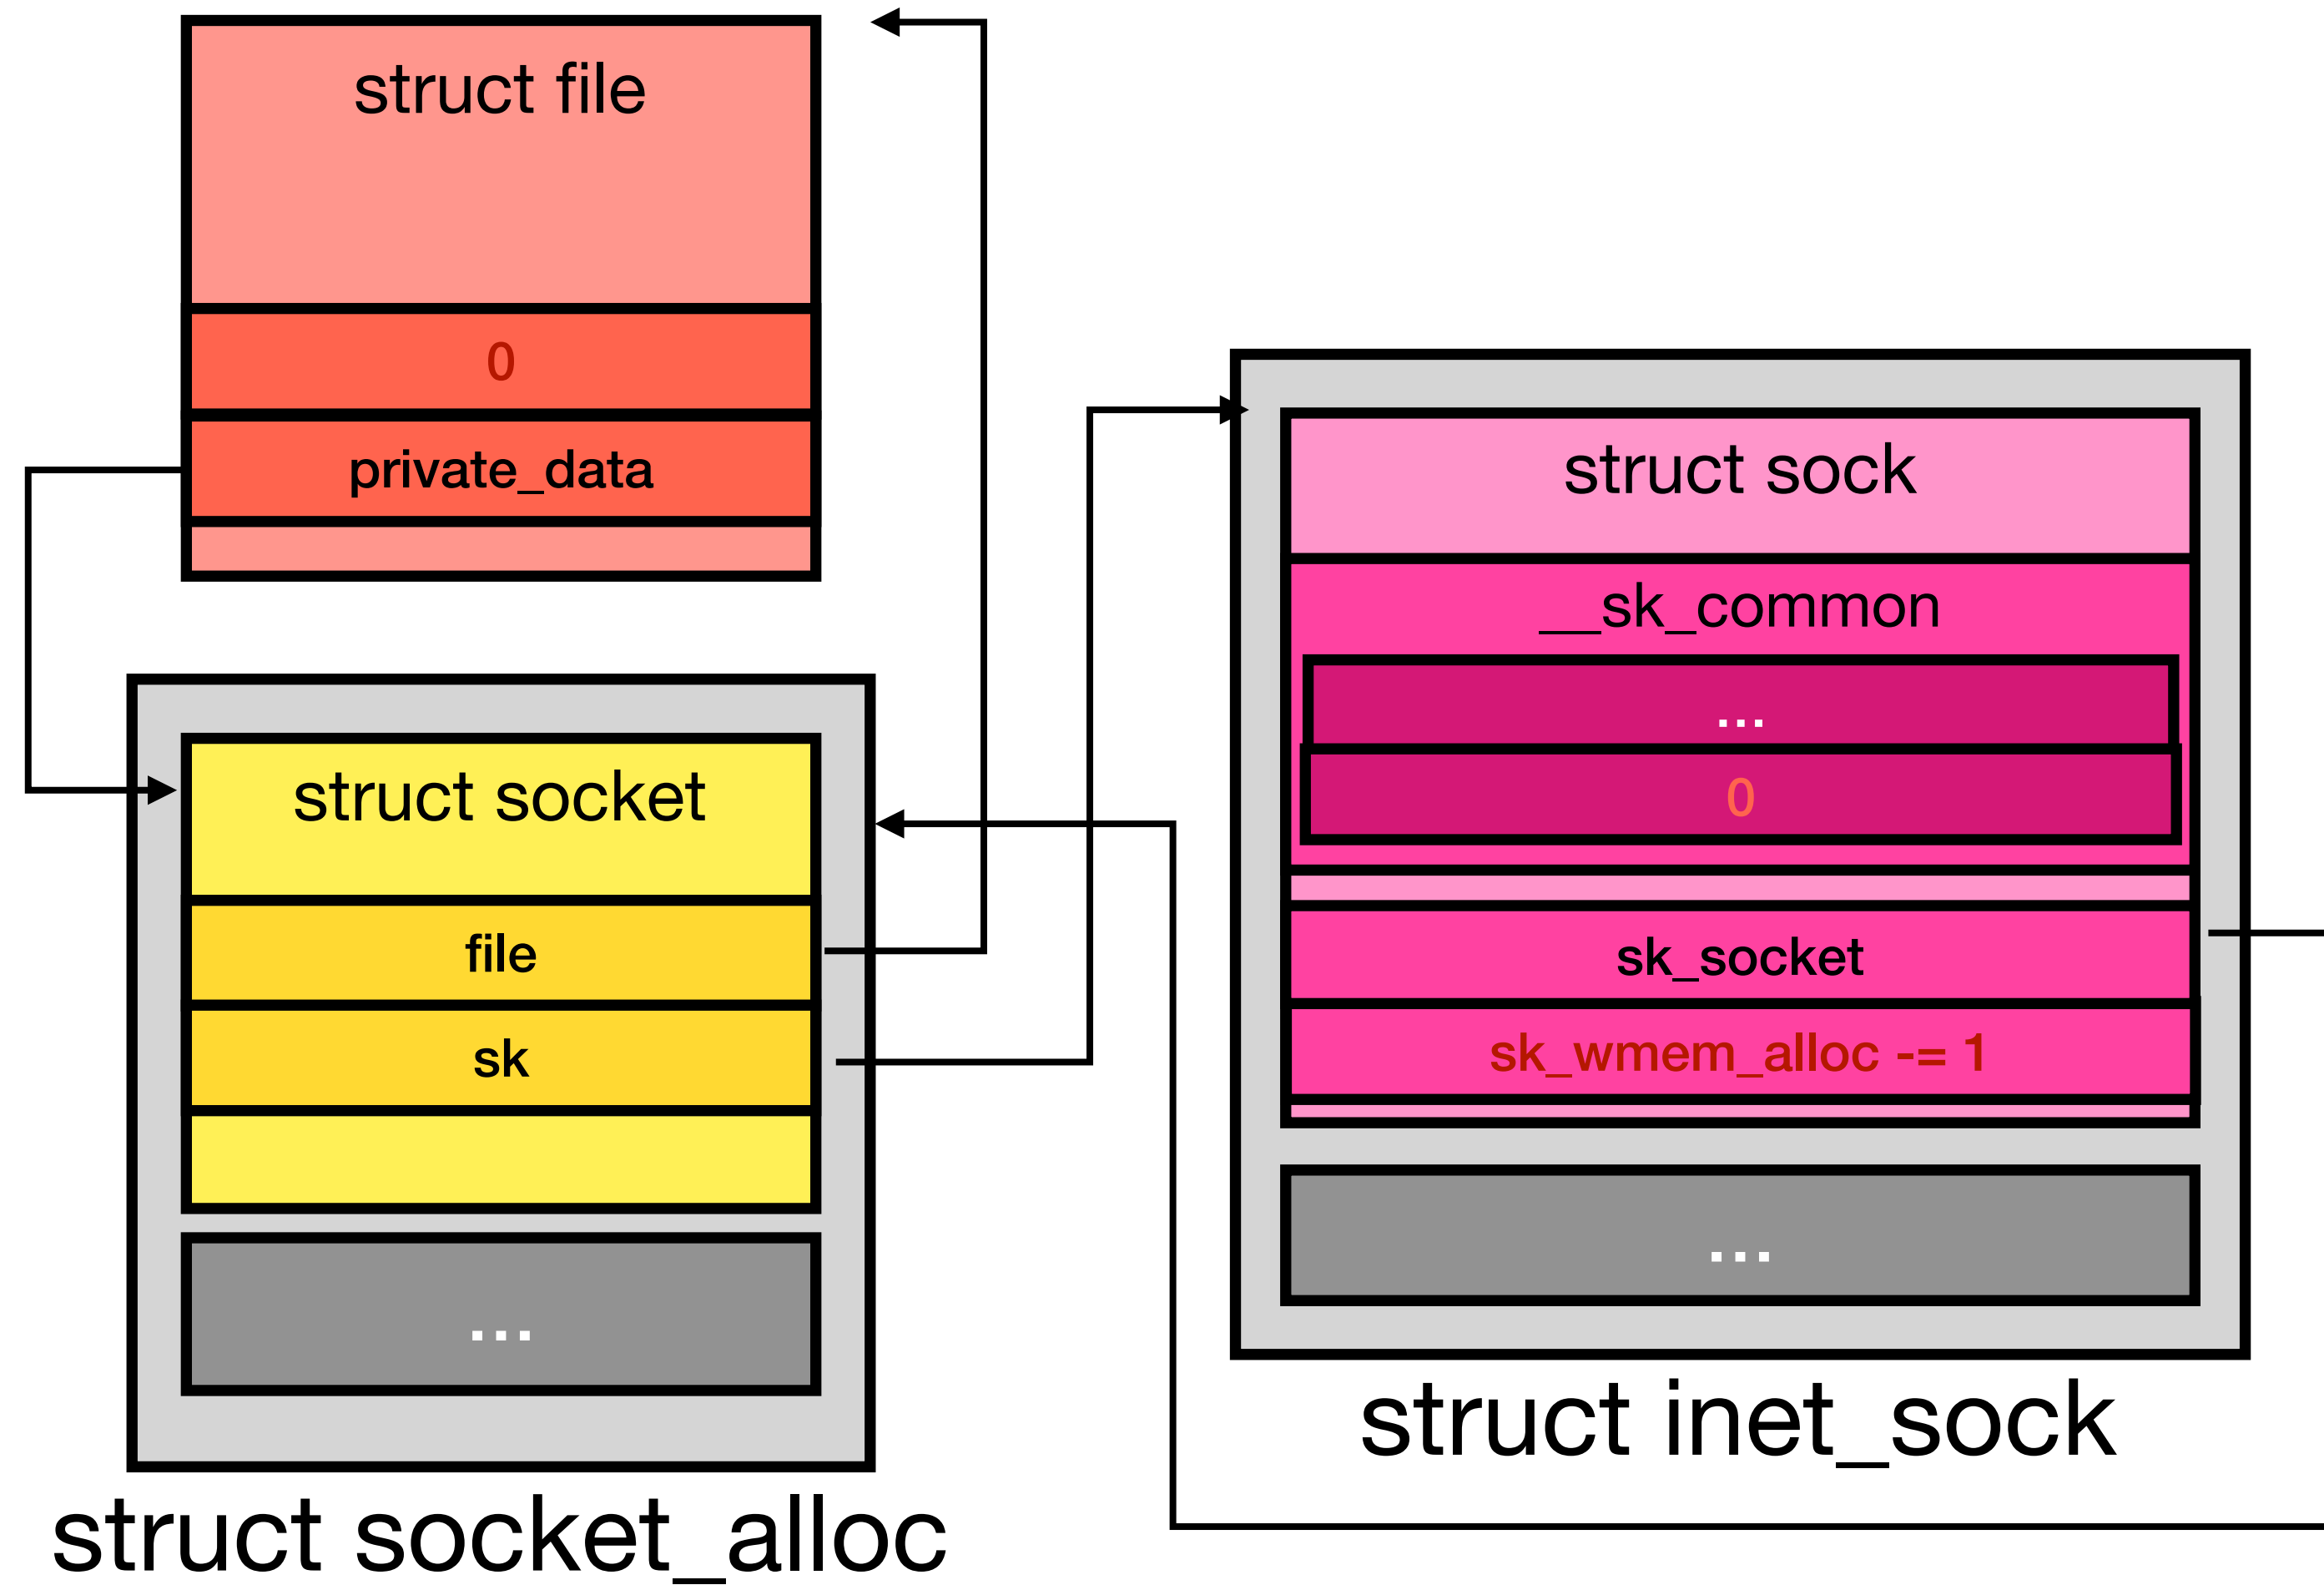 struct file
0
private_data
struct socket
file
sk
...
struct socket_alloc
struct sock
__sk_common
...
0
sk_socket
sk_wmem_alloc -= 1
...
struct inet_sock